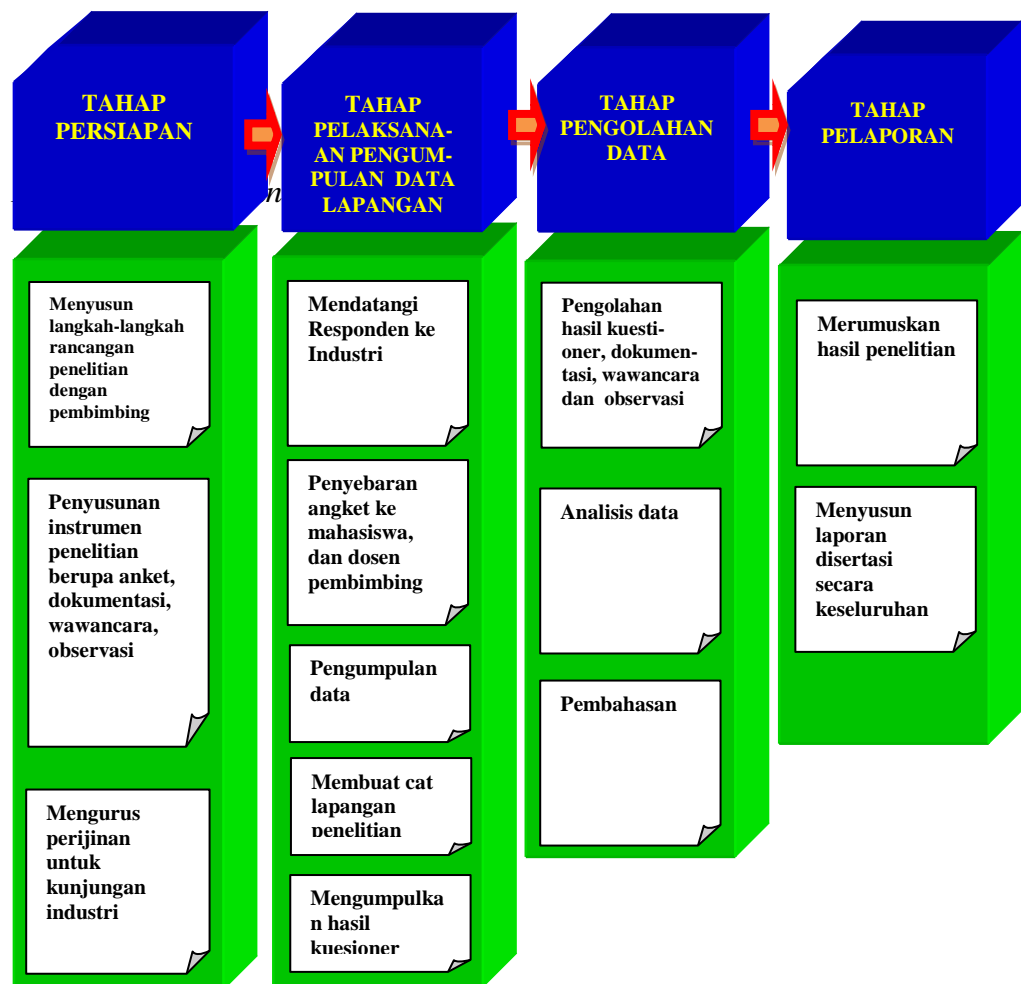 TAHAP
PERSIAPAN
TAHAP
PELAKSANA-
AN PENGUM-
PULAN DATA
LAPANGAN
TAHAP
PENGOLAHAN
DATA
TAHAP
PELAPORAN
n
Menyusun
langkah-langkah
rancangan
penelitian
dengan
pembimbing
Penyusunan
instrumen
penelitian
berupa anket,
dokumentasi,
wawancara,
observasi
Mengurus
perijinan
untuk
kunjungan
industri
Mendatangi
Responden ke
Industri
Penyebaran
angket ke
mahasiswa,
dan dosen
pembimbing
Pengumpulan
data
Membuat cat
lapangan
penelitian
Mengumpulka
n hasil
kuesioner
Pengolahan
hasil kuesti-
oner, dokumen-
tasi, wawancara
dan observasi
Analisis data
Pembahasan
Merumuskan
hasil penelitian
Menyusun
laporan
disertasi
secara
keseluruhan